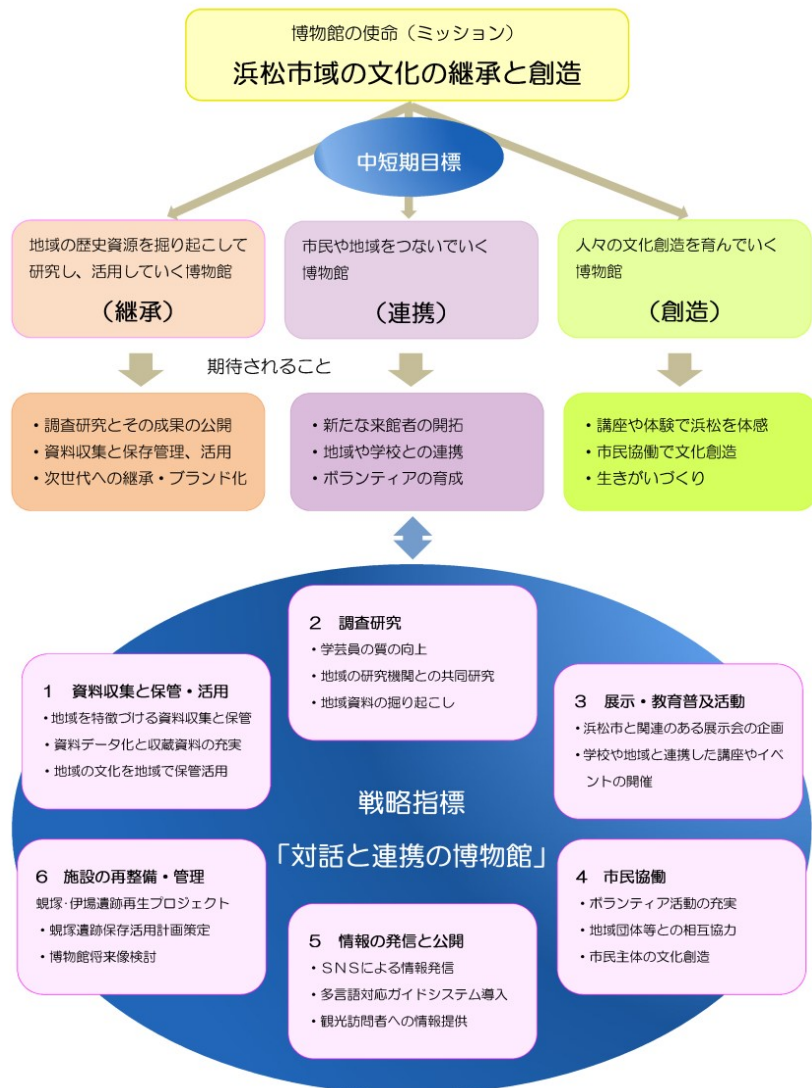 博物館の使命（ミッション）
浜松市域の文化の継承と創造
中短期目標
地域の歴史資源を掘り起こして
研究し、活用していく博物館
（継承）
市民や地域をつないでいく
博物館
（連携）
人々の文化創造を育んでいく
博物館
（創造）
期待されること
・調査研究とその成果の公開
・資料収集と保存管理、活用
・次世代への継承・ブランド化
・新たな来館者の開拓
・地域や学校との連携
・ボランティアの育成
・講座や体験で浜松を体感
・市民協働で文化創造
・生きがいづくり
1　資料収集と保管・活用
・地域を特徴づける資料収集と保管
・資料データ化と収蔵資料の充実
・地域の文化を地域で保管活用
2　調査研究
・学芸員の質の向上
・地域の研究機関との共同研究
・地域資料の掘り起こし
3　展示・教育普及活動
・浜松市と関連のある展示会の企画
・学校や地域と連携した講座やイベ
ントの開催
戦略指標
「対話と連携の博物館」
4　市民協働
・ボランティア活動の充実
・地域団体等との相互協力
・市民主体の文化創造
5　情報の発信と公開
・ＳＮＳによる情報発信
・多言語対応ガイドシステム導入
・観光訪問者への情報提供
6　施設の再整備・管理
蜆塚・伊場遺跡再生プロジェクト
・蜆塚遺跡保存活用計画策定
・博物館将来像検討